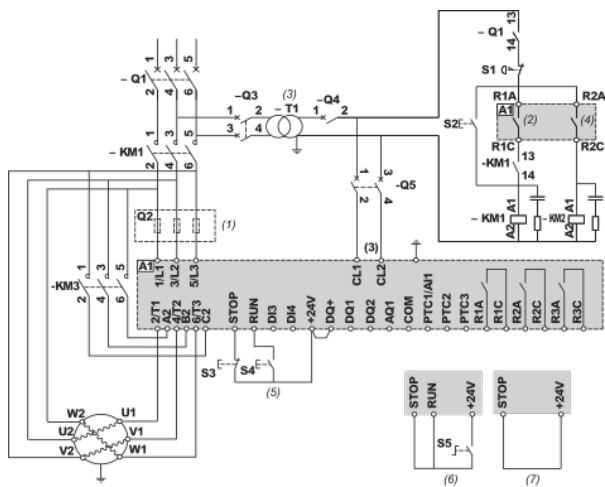 1 3 5
– Q1
2 4 6
–Q3
1 2
3 4
(3)
– T1
–Q4
1 2
13
– Q1
14
S1
R1A R2A
A1
(2) (4)
S2
R1C R2C
-KM1 13
14
– KM1 A1 A2
– KM2 A1 A2
1 3 5
– KM1
2 4 6
1 3
-Q5
2 4
Q2
(1)
(3)
A1
1/L1
3/L2
5/L3
CL1
CL2
1 3 5
-KM3
2 4 6
2/T1
A2
4/T2
B2
6/T3
C2
STOP
RUN
DI3
DI4
+24V
DQ+
DQ1
DQ2
AQ1
COM
PTC1/AI1
PTC2
PTC3
R1A
R1C
R2A
R2C
R3A
R3C
S3 S4
(5)
W2 U1
U2 V1
V2 W1
STOP
RUN
+24V
S5
(6)
STOP
+24V
(7)